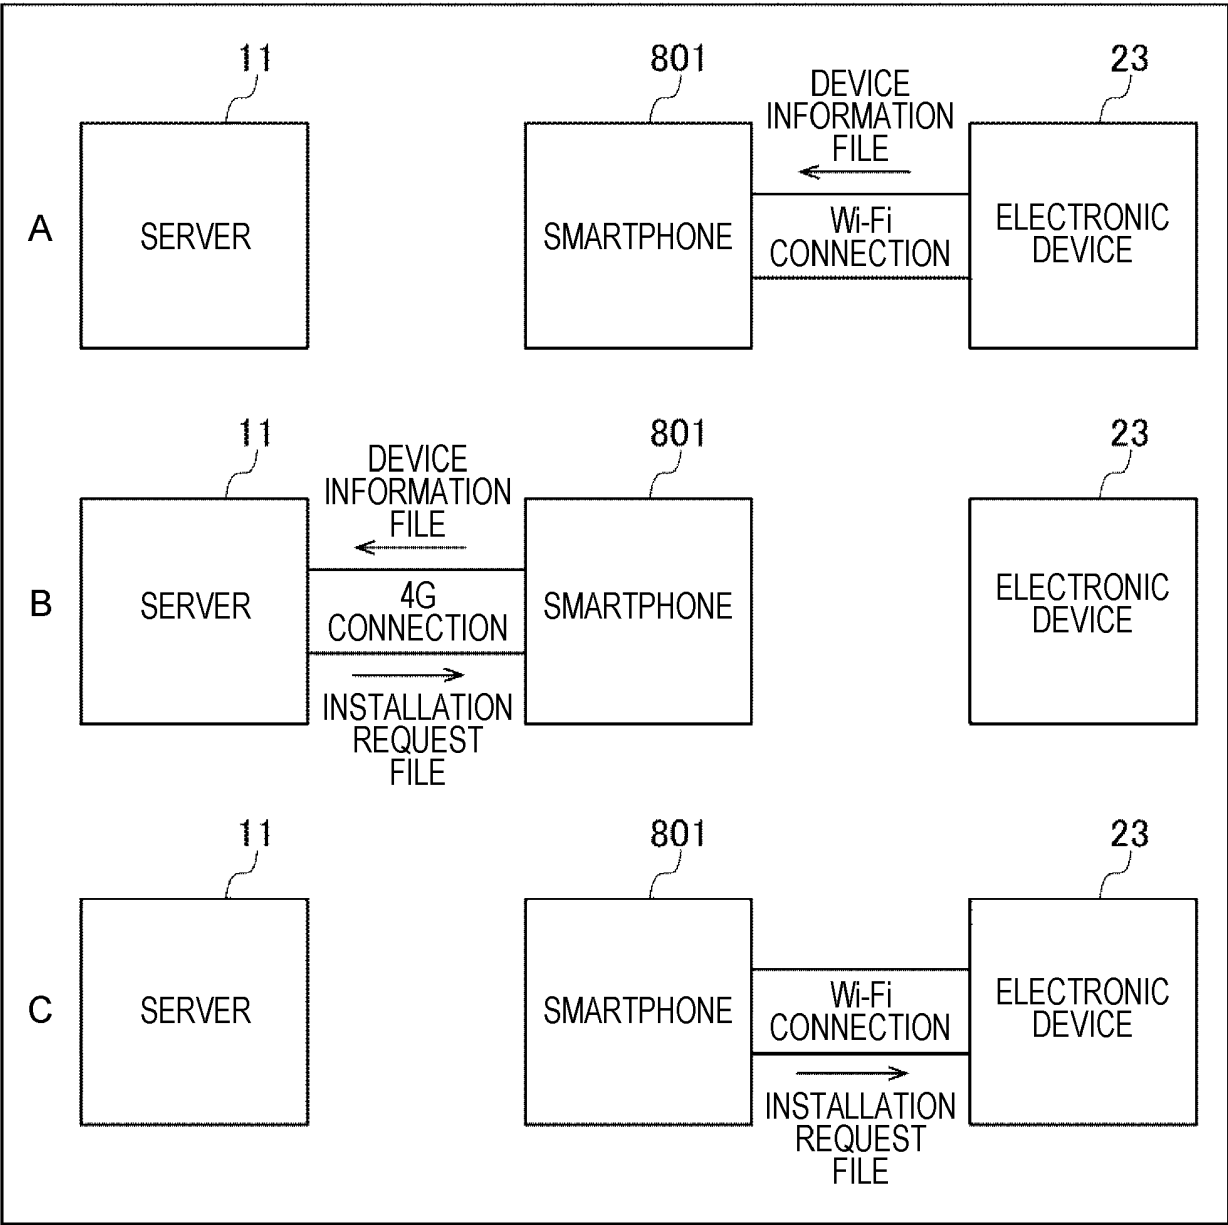 11
801
23
DEVICE
INFORMATION
FILE
A
SERVER
SMARTPHONE
Wi-Fi
CONNECTION
ELECTRONIC
DEVICE
11
801
23
DEVICE
INFORMATION
FILE
B
SERVER
4G
CONNECTION
SMARTPHONE
ELECTRONIC
DEVICE
INSTALLATION
REQUEST
FILE
11
801
23
C
SERVER
SMARTPHONE
Wi-Fi
CONNECTION
ELECTRONIC
DEVICE
INSTALLATION
REQUEST
FILE